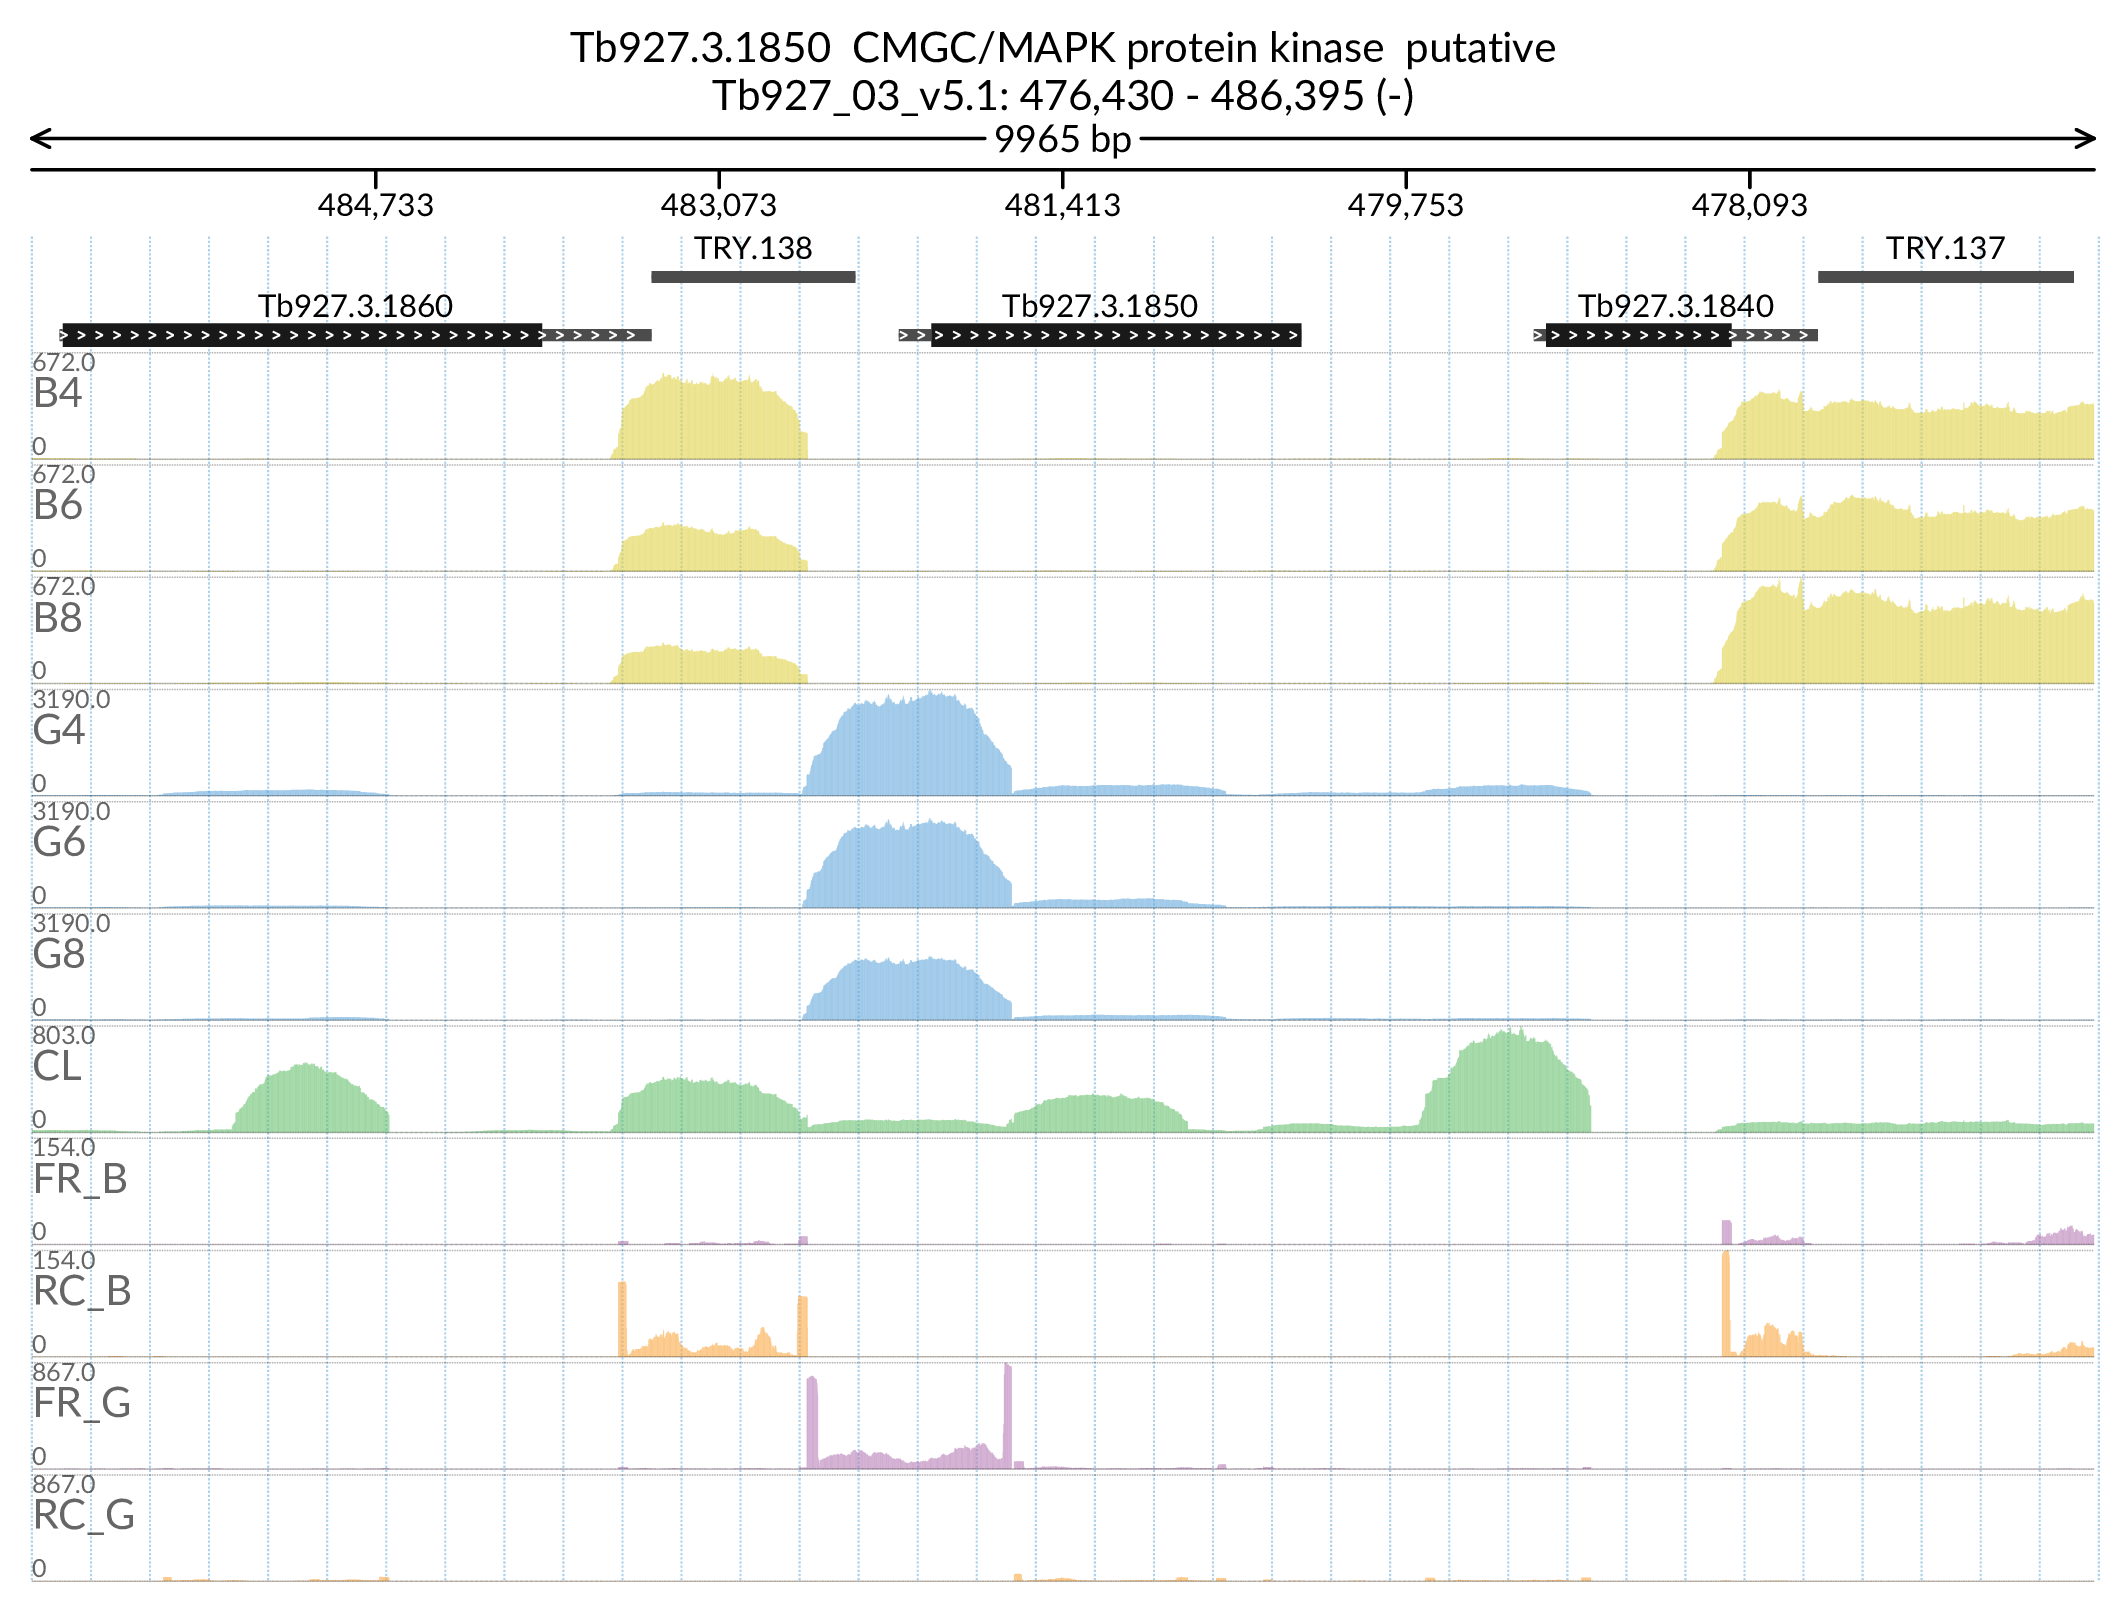 Tb927.3.1850  CMGC/MAPK protein kinase  putative
Tb927_03_v5.1: 476,430 - 486,395 (-)
9965 bp
484,733 483,073 481,413 479,753 478,093
TRY.138 TRY.137
Tb927.3.1860 Tb927.3.1850 Tb927.3.1840
672.0
B4
0
672.0
B6
0
672.0
B8
0
3190.0
G4
0
3190.0
G6
0
3190.0
G8
0
803.0
CL
0
154.0
FR_B
0
154.0
RC_B
0
867.0
FR_G
0
867.0
RC_G
0